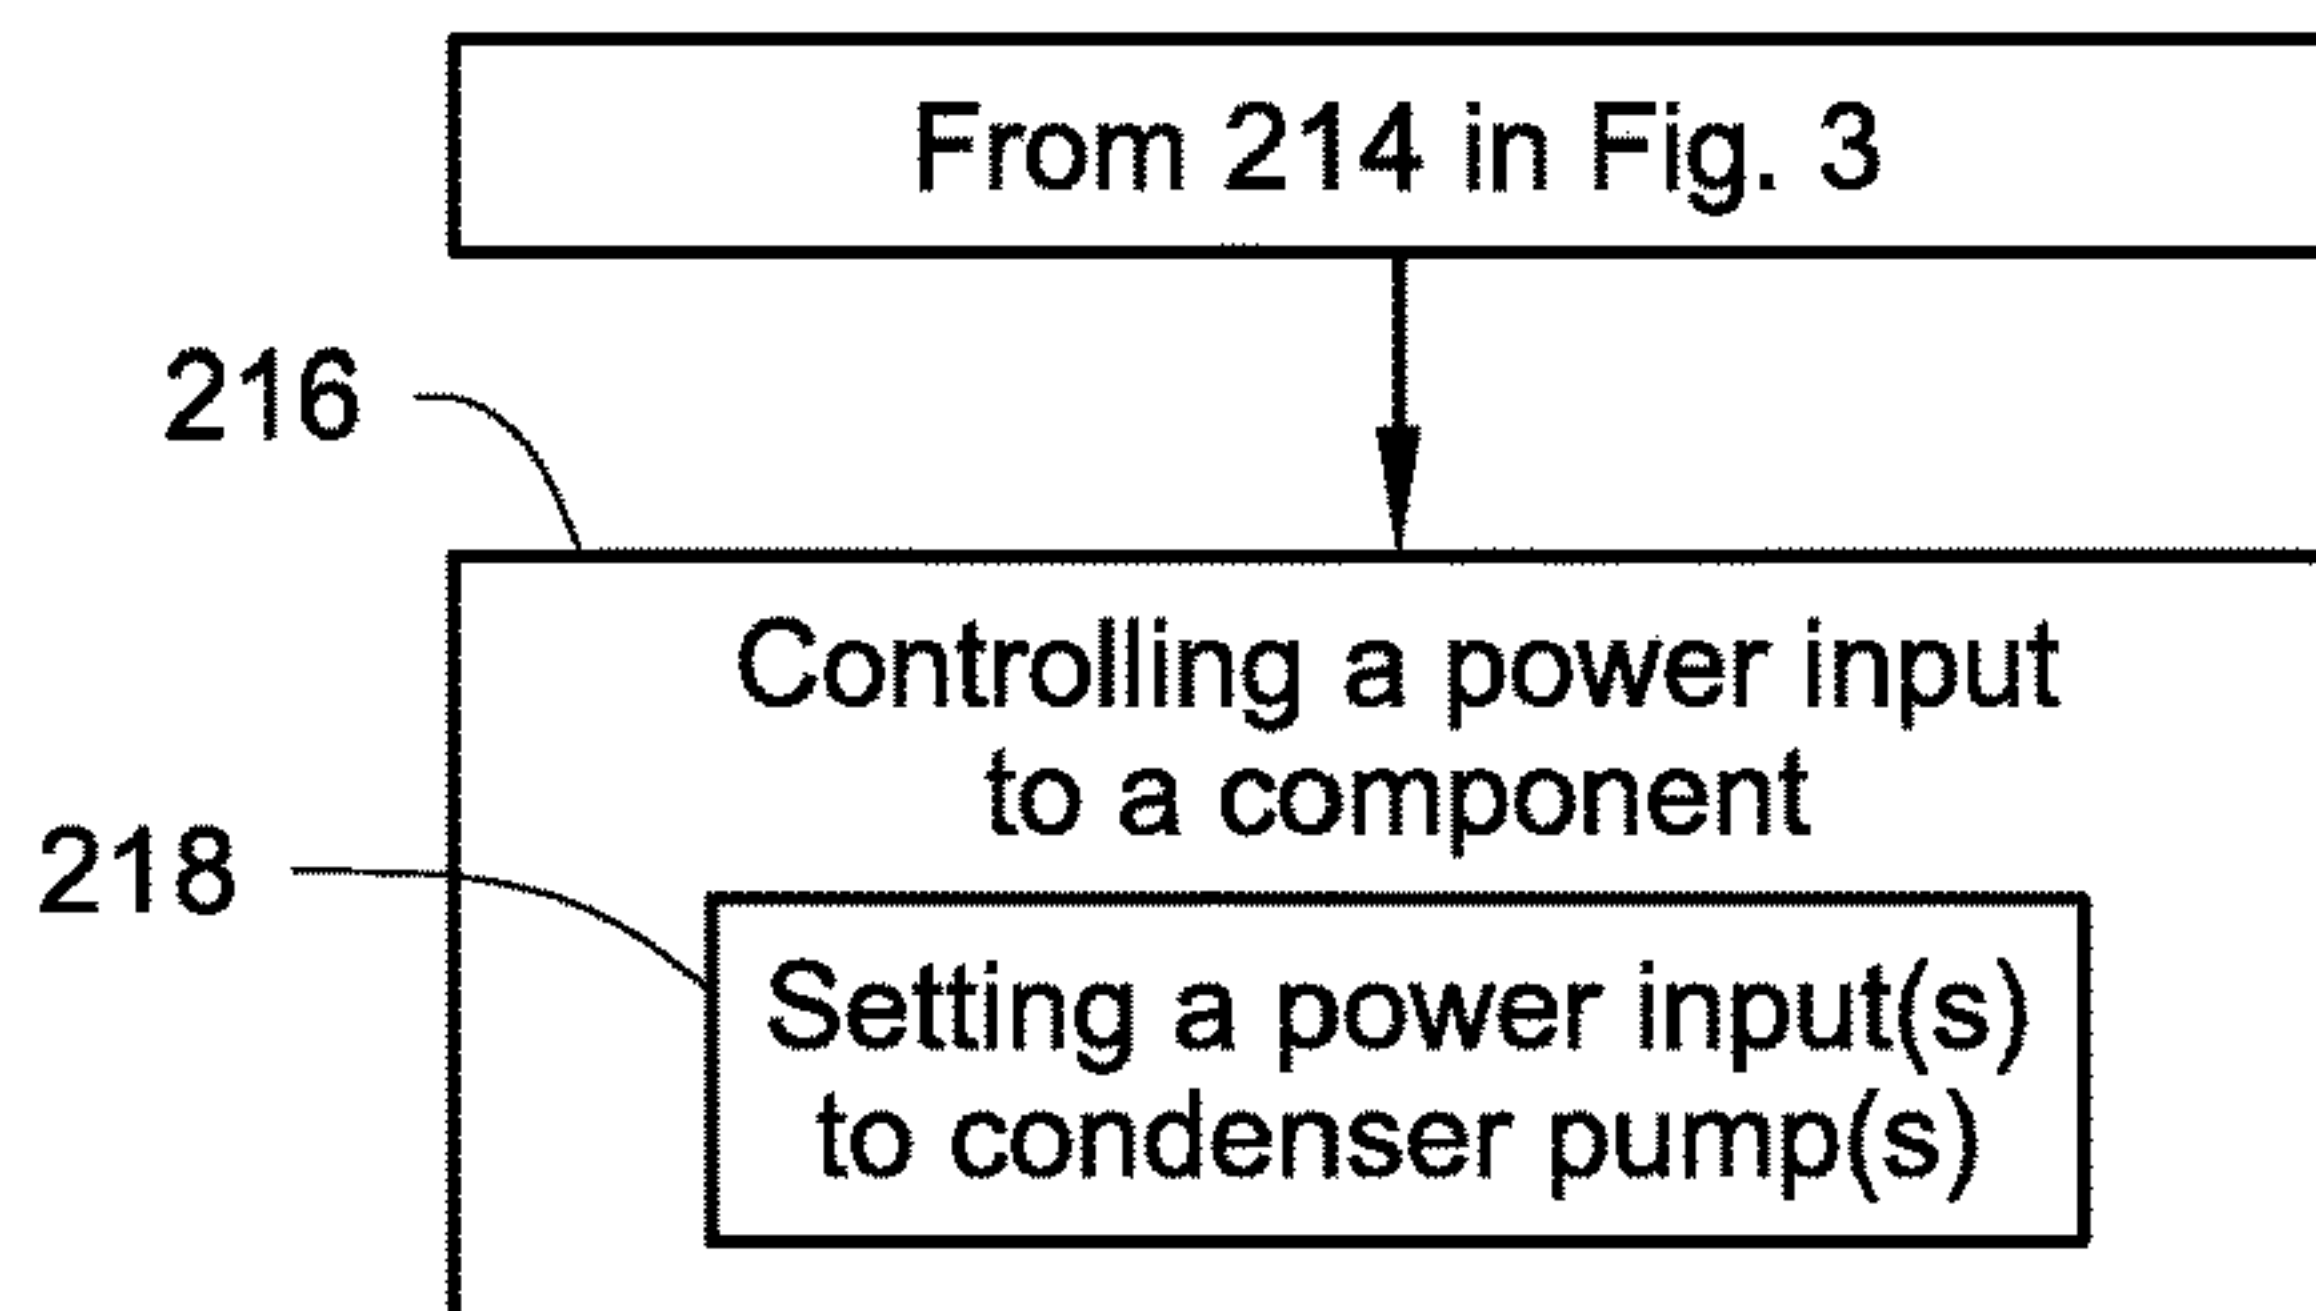 From 214 in Fig. 3
216
Controlling a power input
to a component
218
Setting a power input(s)
to condenser pump(s)